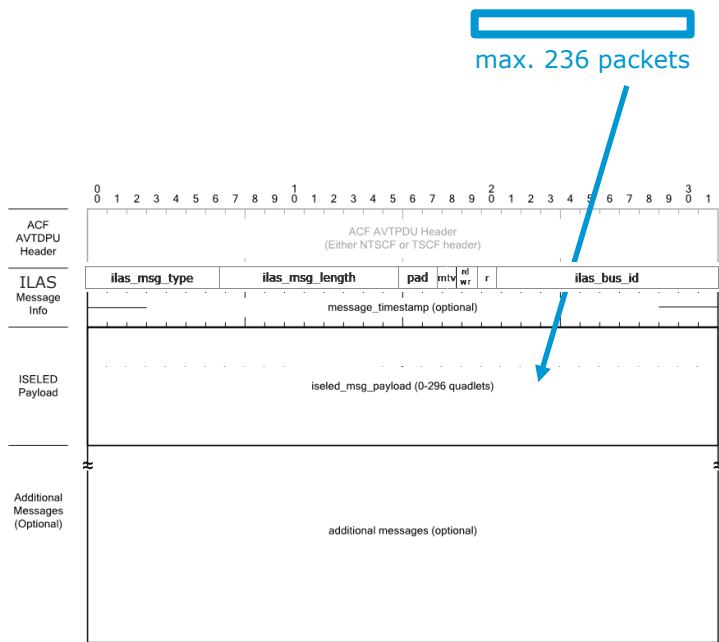 max. 236 packets
0 1 2 3
0 1 2 3 4 5 6 7 8 9 0 1 2 3 4 5 6 7 8 9 0 1 2 3 4 5 6 7 8 9 0 1
ACF
AVTDPU
Header
ACF AVTPDU Header
(Either NTSCF or TSCF header)
ILAS
Message
Info
ilas_msg_type ilas_msg_length pad mtv rd wr r ilas_bus_id
message_timestamp (optional)
ISELED
Payload
iseled_msg_payload (0-296 quadlets)
Additional
Messages
(Optional)
additional messages (optional)